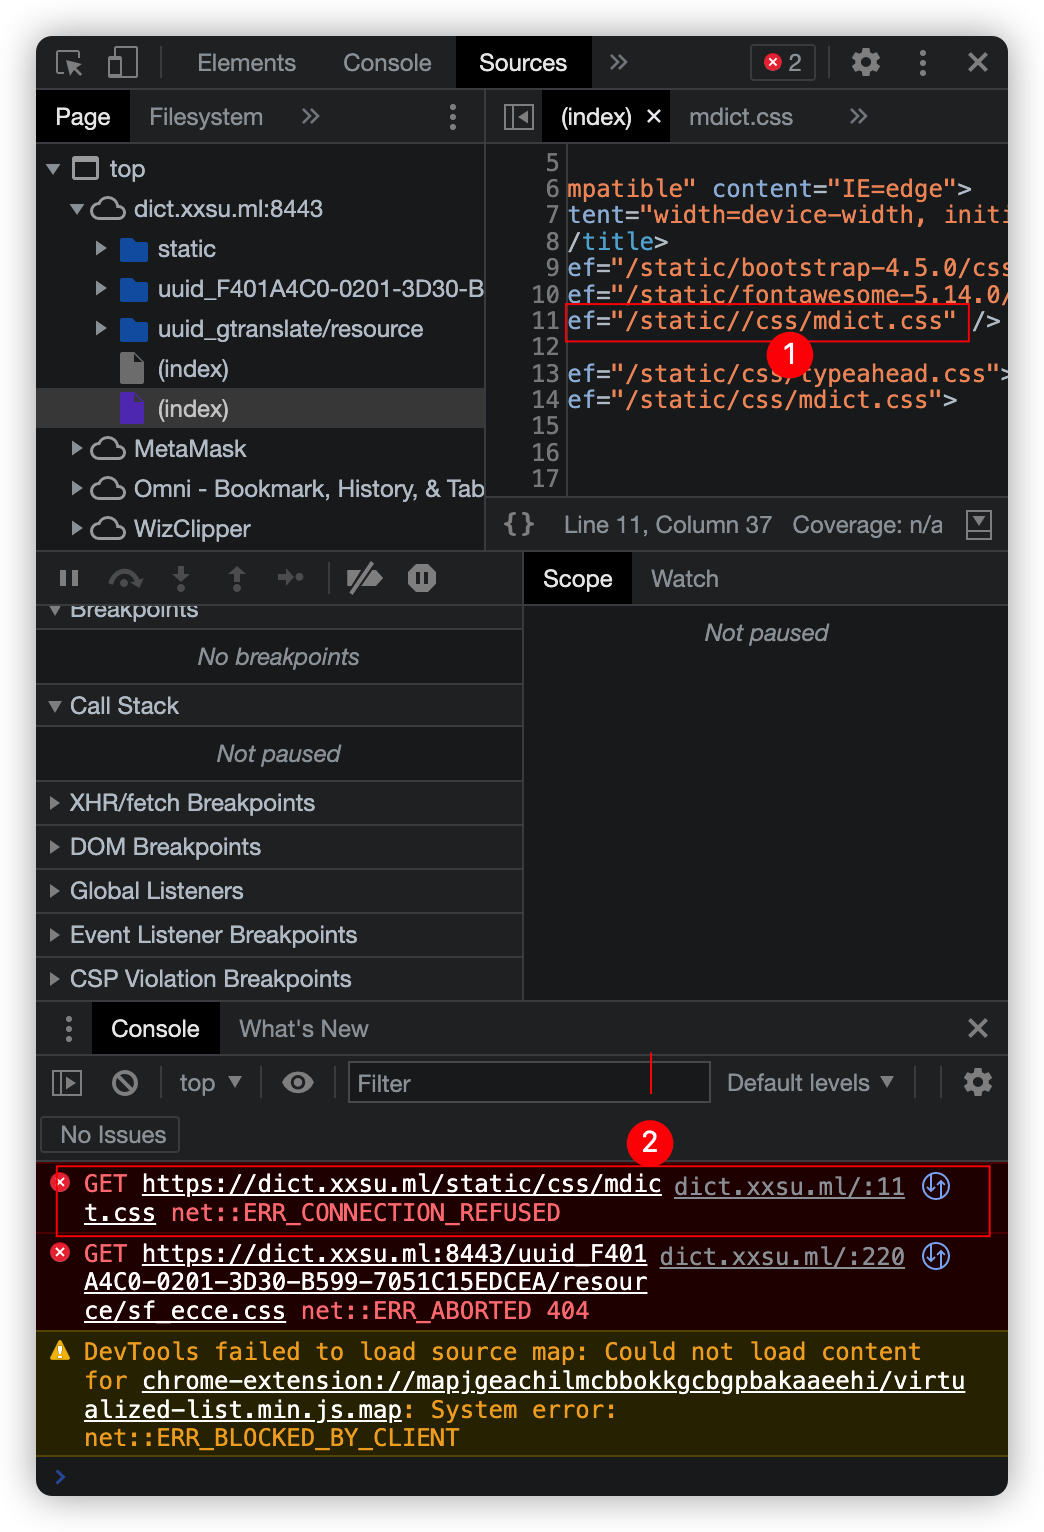 Elements Console Sources » 2
Page Filesystem »
(index) × mdict.css »
top
dict.xxsu.ml:8443
static
uuid_F401A4C0-0201-3D30-B
uuid_gtranslate/resource
(index)
(index)
MetaMask
Omni - Bookmark, History, & Tab
WizClipper
5
6 mpatible" content="IE=edge">
7 tent="width=device-width, initi
8 /title>
9 ef="/static/bootstrap-4.5.0/css
10 ef="/static/fontawesome-5.14.0/
11 ef="/static//css/mdict.css" />
1
12
13 ef="/static/css/typeahead.css">
14 ef="/static/css/mdict.css">
15
16
17
{} Line 11, Column 37 Coverage: n/a
Scope Watch
Breakpoints
No breakpoints
Not paused
Call Stack
Not paused
XHR/fetch Breakpoints
DOM Breakpoints
Global Listeners
Event Listener Breakpoints
CSP Violation Breakpoints
Console What's New
top Filter Default levels
No Issues
2
GET https://dict.xxsu.ml/static/css/mdic dict.xxsu.ml/:11
t.css net::ERR_CONNECTION_REFUSED
GET https://dict.xxsu.ml:8443/uuid_F401 dict.xxsu.ml/:220
A4C0-0201-3D30-B599-7051C15EDCEA/resour
ce/sf_ecce.css net::ERR_ABORTED 404
DevTools failed to load source map: Could not load content
for chrome-extension://mapjgeachilmcbbokkgcbgpbakaaeehi/virtu
alized-list.min.js.map: System error:
net::ERR_BLOCKED_BY_CLIENT